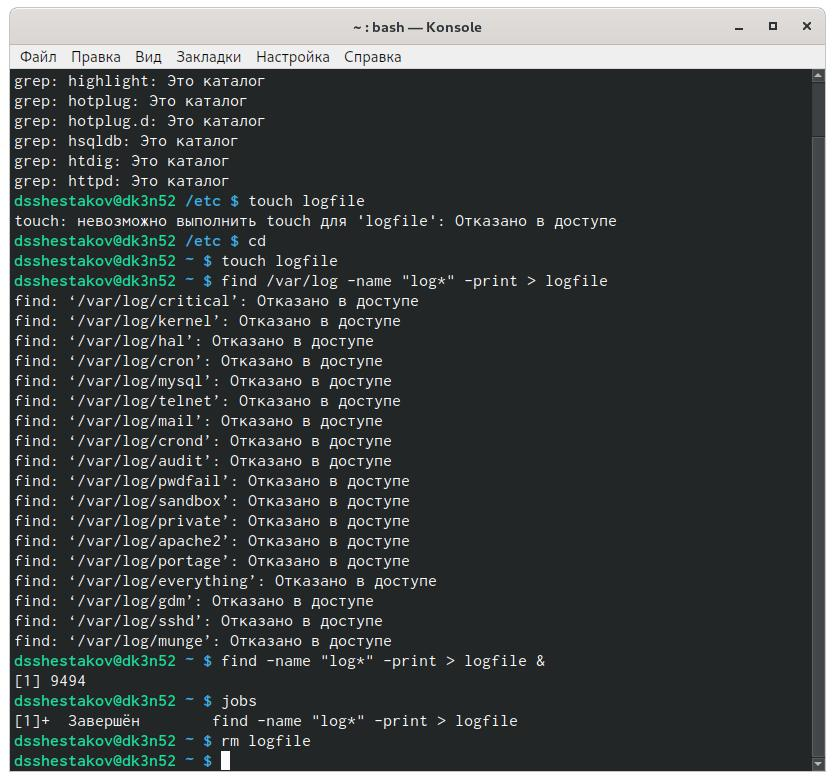 ~ : bash — Konsole
Файл Правка Вид Закладки Настройка Справка
grep: highlight: Это каталог
grep: hotplug: Это каталог
grep: hotplug.d: Это каталог
grep: hsqldb: Это каталог
grep: htdig: Это каталог
grep: httpd: Это каталог
dsshestakov@dk3n52 /etc $ touch logfile
touch: невозможно выполнить touch для 'logfile': Отказано в доступе
dsshestakov@dk3n52 /etc $ cd
dsshestakov@dk3n52 ~ $ touch logfile
dsshestakov@dk3n52 ~ $ find /var/log -name "log*" -print > logfile
find: ‘/var/log/critical’: Отказано в доступе
find: ‘/var/log/kernel’: Отказано в доступе
find: ‘/var/log/hal’: Отказано в доступе
find: ‘/var/log/cron’: Отказано в доступе
find: ‘/var/log/mysql’: Отказано в доступе
find: ‘/var/log/telnet’: Отказано в доступе
find: ‘/var/log/mail’: Отказано в доступе
find: ‘/var/log/crond’: Отказано в доступе
find: ‘/var/log/audit’: Отказано в доступе
find: ‘/var/log/pwdfail’: Отказано в доступе
find: ‘/var/log/sandbox’: Отказано в доступе
find: ‘/var/log/private’: Отказано в доступе
find: ‘/var/log/apache2’: Отказано в доступе
find: ‘/var/log/portage’: Отказано в доступе
find: ‘/var/log/everything’: Отказано в доступе
find: ‘/var/log/gdm’: Отказано в доступе
find: ‘/var/log/sshd’: Отказано в доступе
find: ‘/var/log/munge’: Отказано в доступе
dsshestakov@dk3n52 ~ $ find -name "log*" -print > logfile &
[1] 9494
dsshestakov@dk3n52 ~ $ jobs
[1]+  Завершён        find -name "log*" -print > logfile
dsshestakov@dk3n52 ~ $ rm logfile
dsshestakov@dk3n52 ~ $